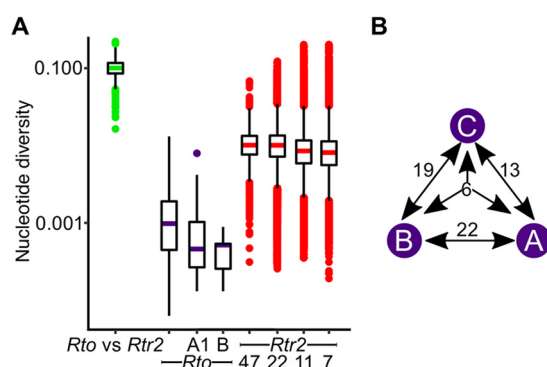 A
B
Nucleotide diversity
0.100
0.001
Rto vs Rtr2 A1 B Rtr2
Rto 47 22 11 7
C
19 13
6
B 22 A